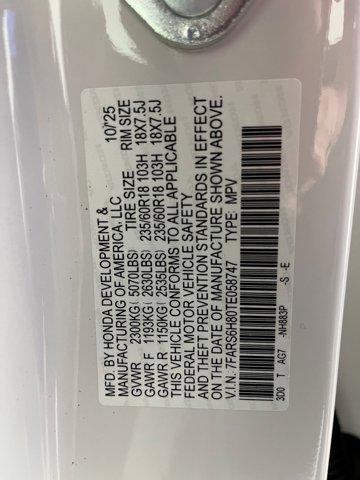 MFD. BY HONDA DEVELOPMENT & 10/25
MANUFACTURING OF AMERICA, LLC
TIRE SIZE RIM SIZE
GVWR 2300KG ( 5070LBS)
GAWR F 1193KG ( 2630LBS) 235/60R18 103H 18X7.5J
GAWR R 1150KG ( 2535LBS) 235/60R18 103H 18X7.5J
THIS VEHICLE CONFORMS TO ALL APPLICABLE
FEDERAL MOTOR VEHICLE SAFETY
AND THEFT PREVENTION STANDARDS IN EFFECT
ON THE DATE OF MANUFACTURE SHOWN ABOVE.
V.I.N.: 7FARS6H80TE058747 TYPE: MPV
3D0 T AG7 -NH883P -S -E